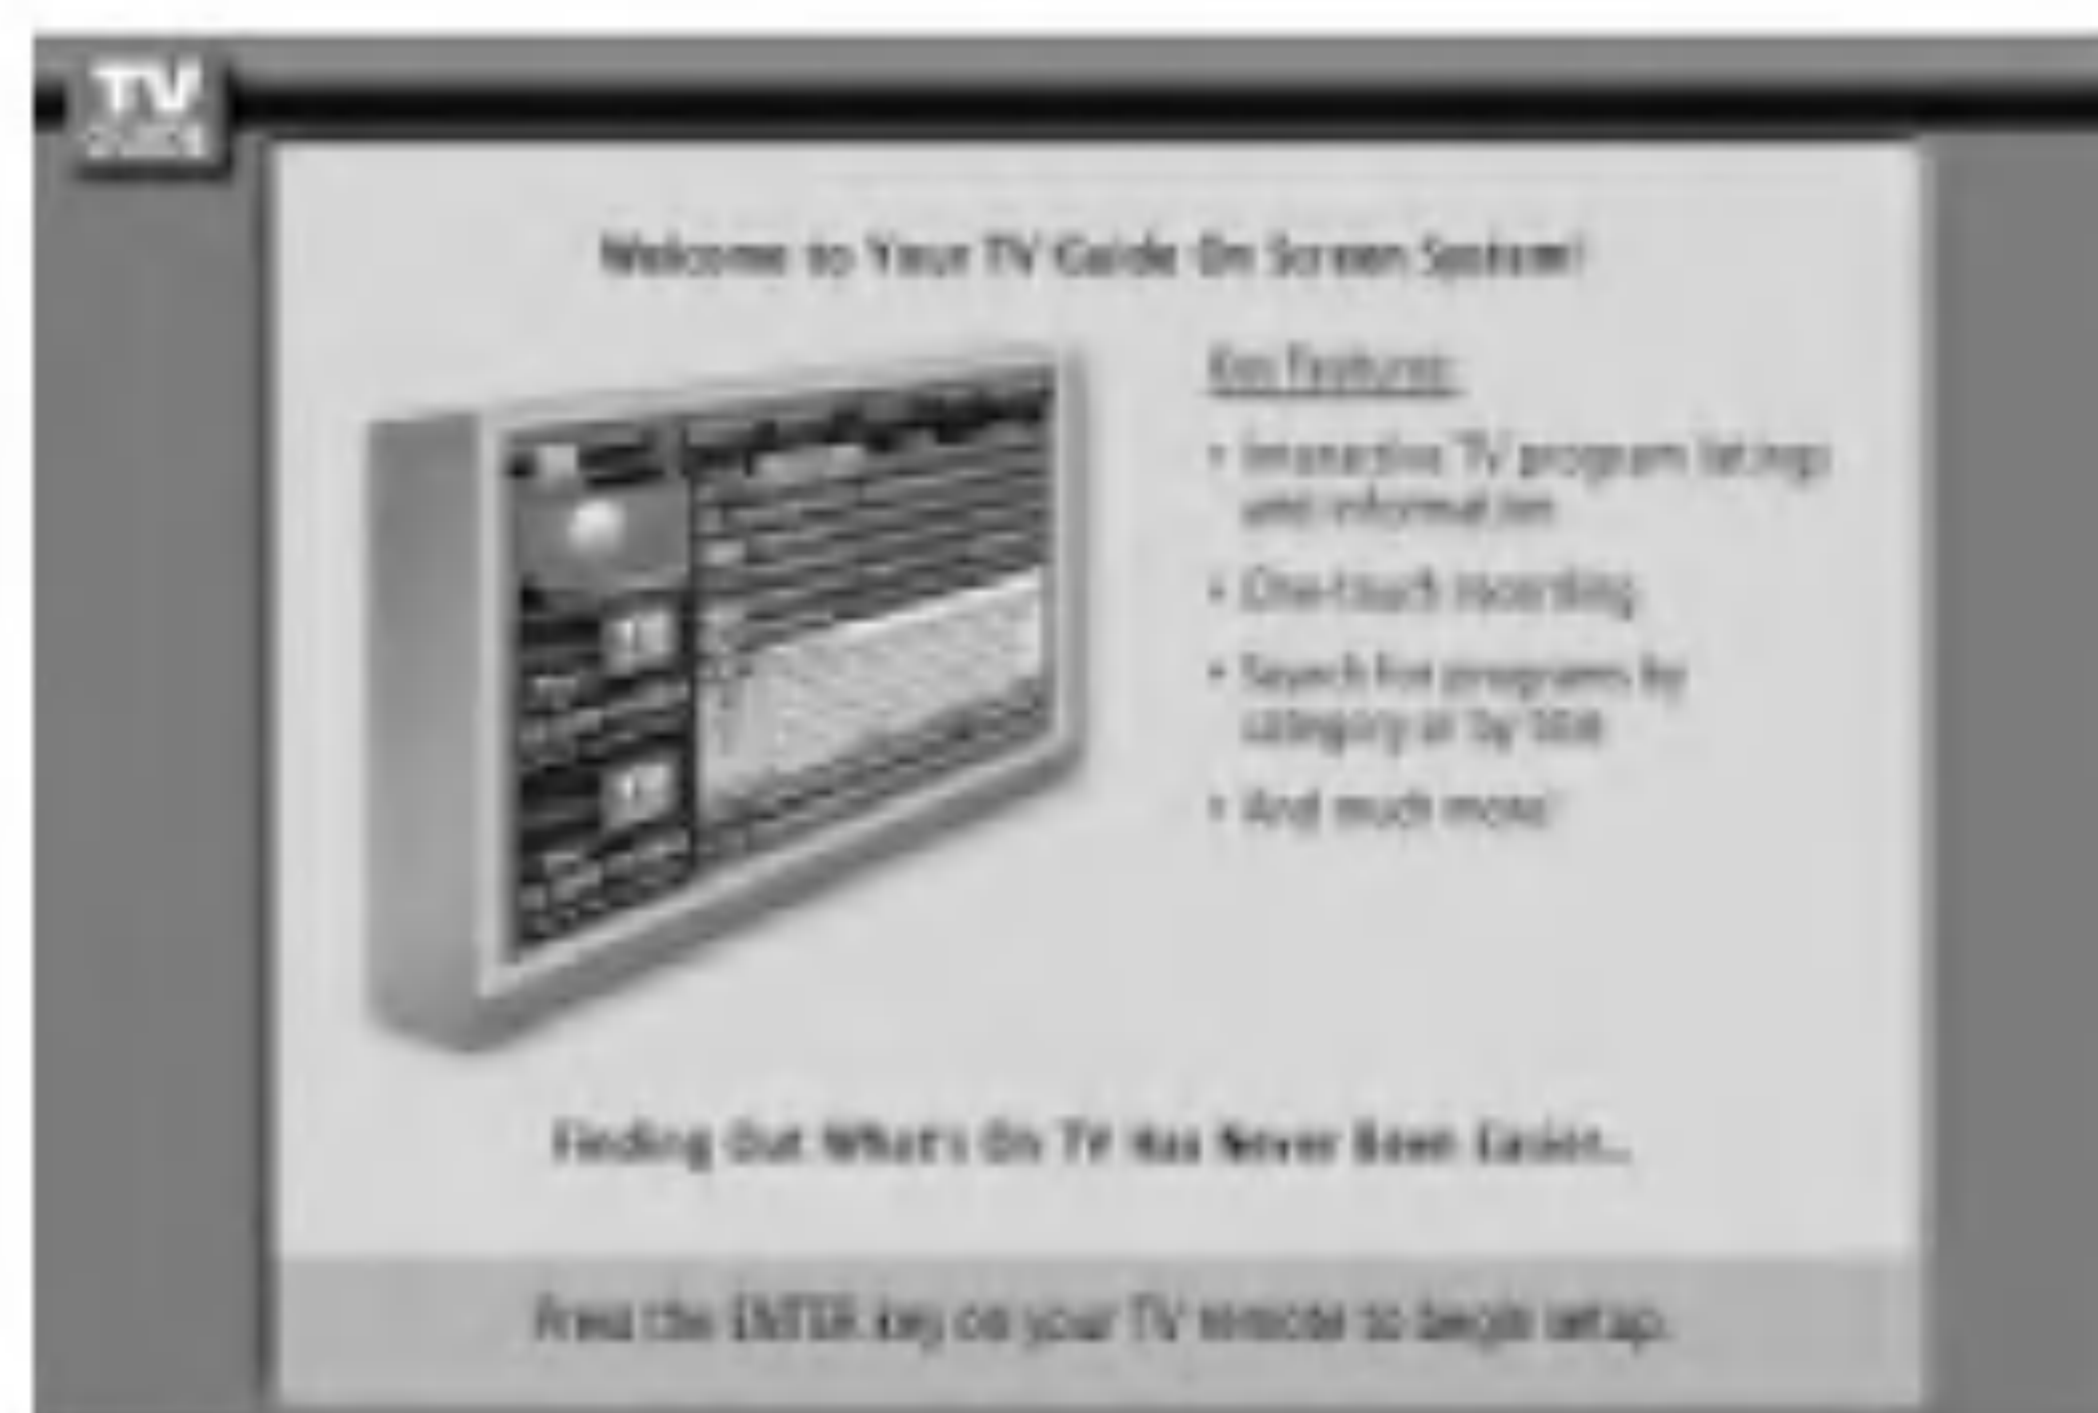 TV
GUIDE
Welcome to Your TV Guide On Screen System!
Key Features:
• Interactive TV program listings
and information
• One-touch recording
• Search for programs by
category or by title
• And much more!
Finding Out What's On TV Has Never Been Easier...
Press the ENTER key on your TV remote to begin setup.